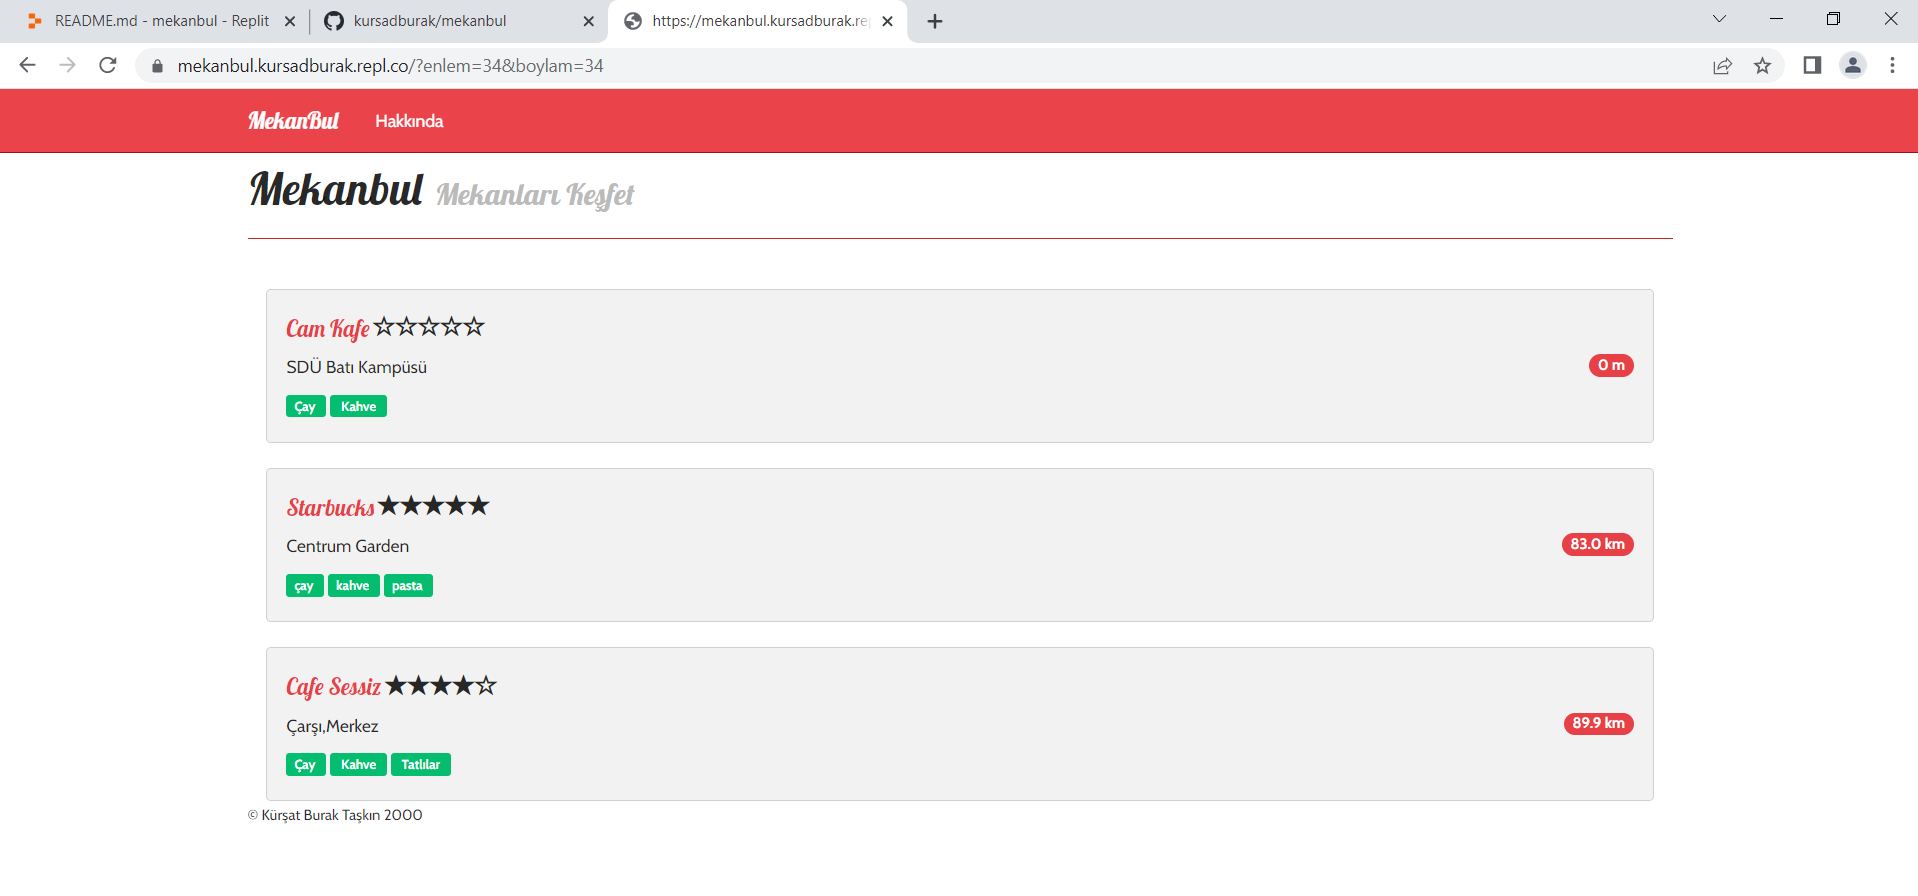 README.md - mekanbul - Replit
kursadburak/mekanbul
https://mekanbul.kursadburak.re
mekanbul.kursadburak.repl.co/?enlem=34&boylam=34
MekanBul Hakkında
Mekanbul Mekanları Keşfet
Cam Kafe ☆☆☆☆☆
SDÜ Batı Kampüsü
0 m
Çay Kahve
Starbucks ★★★★★
Centrum Garden
83.0 km
çay kahve pasta
Cafe Sessiz ★★★★☆
Çarşı,Merkez
89.9 km
Çay Kahve Tatlılar
© Kürşat Burak Taşkın 2000